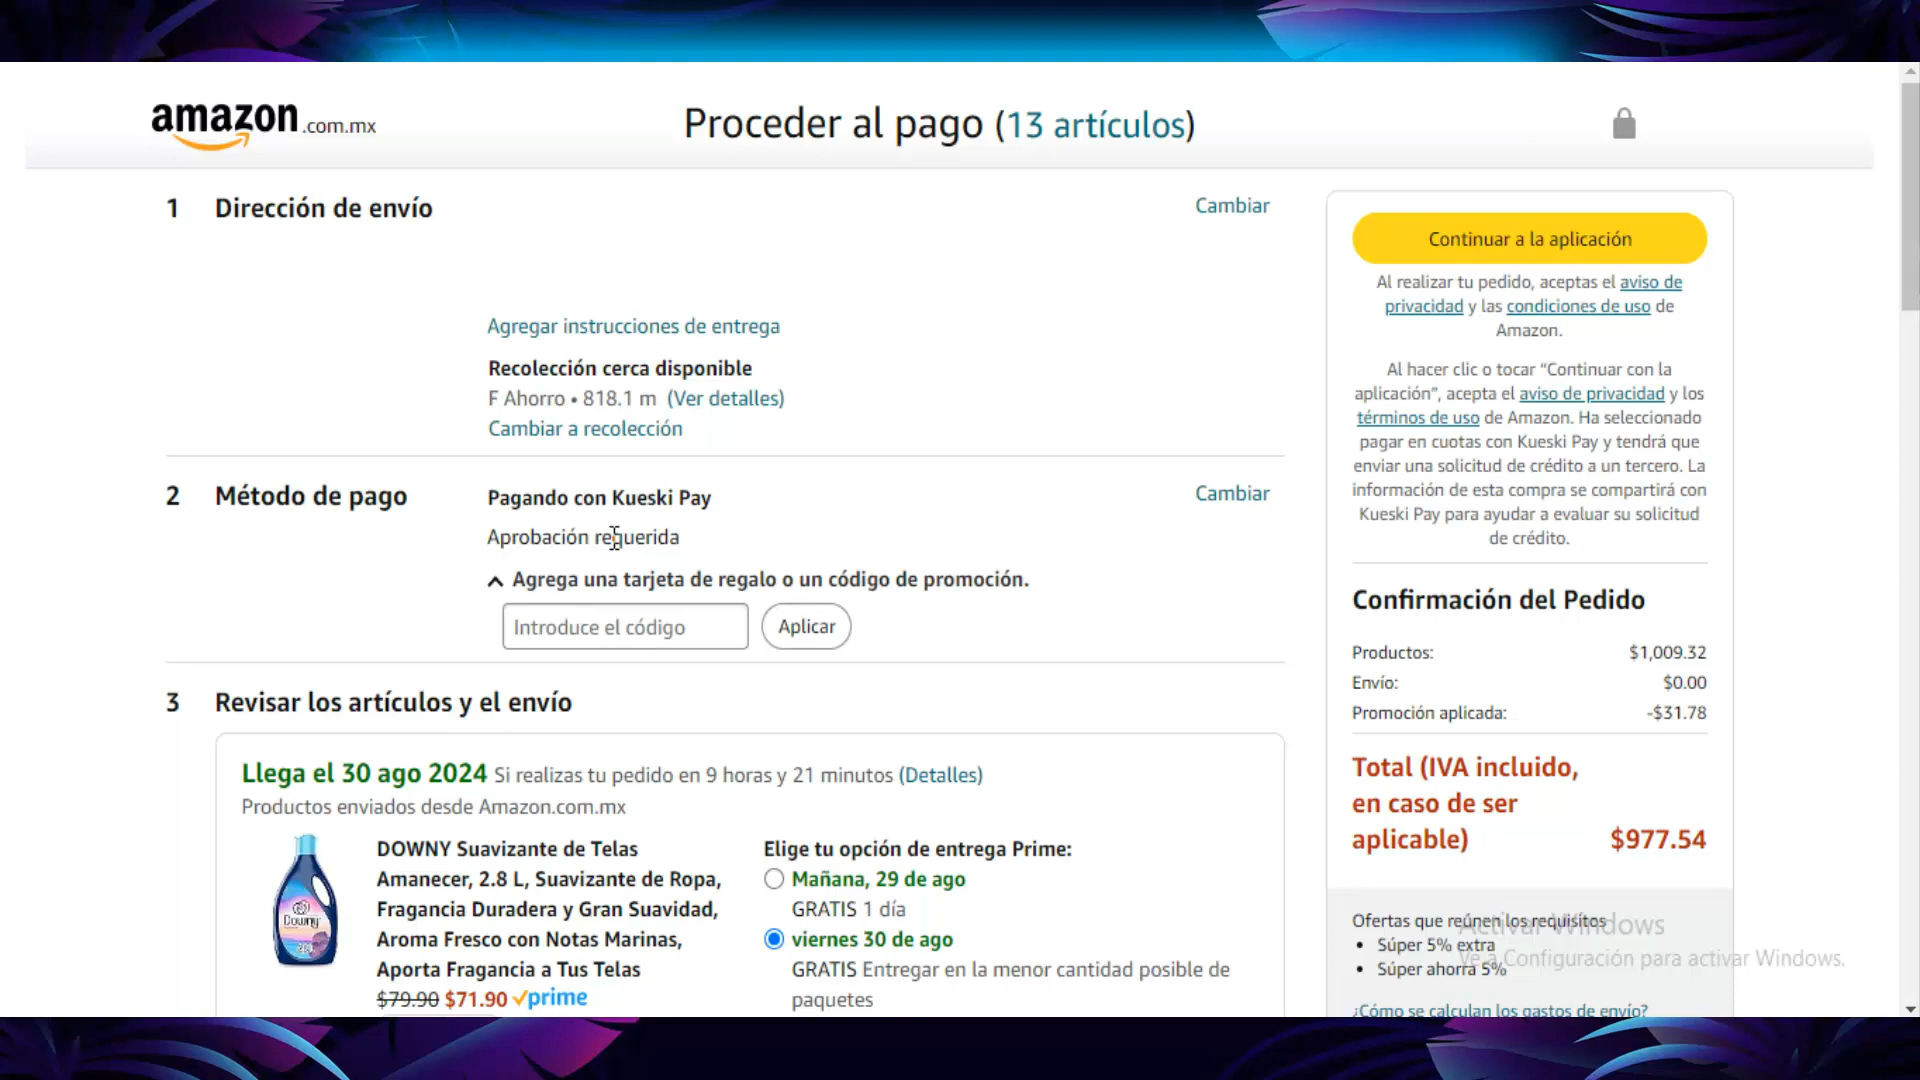 amazon.com.mx
Proceder al pago (13 artículos)
1 Dirección de envío
Cambiar
Agregar instrucciones de entrega
Recolección cerca disponible
F Ahorro • 818.1 m (Ver detalles)
Cambiar a recolección
2 Método de pago
Pagando con Kueski Pay
Cambiar
Aprobación requerida
Agrega una tarjeta de regalo o un código de promoción.
Introduce el código
Aplicar
3 Revisar los artículos y el envío
Llega el 30 ago 2024 Si realizas tu pedido en 9 horas y 21 minutos (Detalles)
Productos enviados desde Amazon.com.mx
Downy
DOWNY Suavizante de Telas
Amanecer, 2.8 L, Suavizante de Ropa,
Fragancia Duradera y Gran Suavidad,
Aroma Fresco con Notas Marinas,
Aporta Fragancia a Tus Telas
$79.90 $71.90 prime
Elige tu opción de entrega Prime:
Mañana, 29 de ago
GRATIS 1 día
viernes 30 de ago
GRATIS Entregar en la menor cantidad posible de
paquetes
Continuar a la aplicación
Al realizar tu pedido, aceptas el aviso de
privacidad y las condiciones de uso de
Amazon.
Al hacer clic o tocar “Continuar con la
aplicación”, acepta el aviso de privacidad y los
términos de uso de Amazon. Ha seleccionado
pagar en cuotas con Kueski Pay y tendrá que
enviar una solicitud de crédito a un tercero. La
información de esta compra se compartirá con
Kueski Pay para ayudar a evaluar su solicitud
de crédito.
Confirmación del Pedido
Productos: $1,009.32
Envío: $0.00
Promoción aplicada: -$31.78
Total (IVA incluido,
en caso de ser
aplicable) $977.54
Ofertas que reúnen los requisitos
• Súper 5% extra
• Súper ahorra 5%
¿Cómo se calculan los gastos de envío?
Activar Windows
Ve a Configuración para activar Windows.